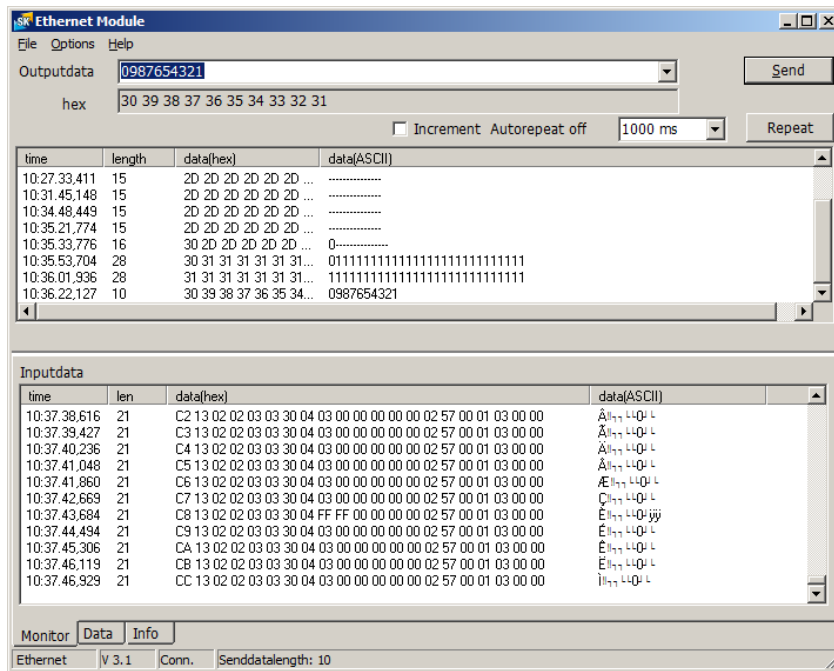 SK Ethernet Module
File Options Help
Outputdata 0987654321 Send
hex 30 39 38 37 36 35 34 33 32 31
Increment Autorepeat off 1000 ms Repeat
time length data(hex) data(ASCII)
10:27.33,411 15 2D 2D 2D 2D 2D 2D ... ---------------
10:31.45,148 15 2D 2D 2D 2D 2D 2D ... ---------------
10:34.48,449 15 2D 2D 2D 2D 2D 2D ... ---------------
10:35.21,774 15 2D 2D 2D 2D 2D 2D ... ---------------
10:35.33,776 16 30 2D 2D 2D 2D 2D ... 0---------------
10:35.53,704 28 30 31 31 31 31 31 31... 0111111111111111111111111111
10:36.01,936 28 31 31 31 31 31 31 31... 1111111111111111111111111111
10:36.22,127 10 30 39 38 37 36 35 34... 0987654321
Inputdata
time len data(hex) data(ASCII)
10:37.38,616 21 C2 13 02 02 03 03 30 04 03 00 00 00 00 00 02 57 00 01 03 00 00
10:37.39,427 21 C3 13 02 02 03 03 30 04 03 00 00 00 00 00 02 57 00 01 03 00 00
10:37.40,236 21 C4 13 02 02 03 03 30 04 03 00 00 00 00 00 02 57 00 01 03 00 00
10:37.41,048 21 C5 13 02 02 03 03 30 04 03 00 00 00 00 00 02 57 00 01 03 00 00
10:37.41,860 21 C6 13 02 02 03 03 30 04 03 00 00 00 00 00 02 57 00 01 03 00 00
10:37.42,669 21 C7 13 02 02 03 03 30 04 03 00 00 00 00 00 02 57 00 01 03 00 00
10:37.43,684 21 C8 13 02 02 03 03 30 04 FF FF 00 00 00 00 02 57 00 01 03 00 00
10:37.44,494 21 C9 13 02 02 03 03 30 04 03 00 00 00 00 00 02 57 00 01 03 00 00
10:37.45,306 21 CA 13 02 02 03 03 30 04 03 00 00 00 00 00 02 57 00 01 03 00 00
10:37.46,119 21 CB 13 02 02 03 03 30 04 03 00 00 00 00 00 02 57 00 01 03 00 00
10:37.46,929 21 CC 13 02 02 03 03 30 04 03 00 00 00 00 00 02 57 00 01 03 00 00
Monitor Data Info
Ethernet V 3.1 Conn. Senddatalength: 10